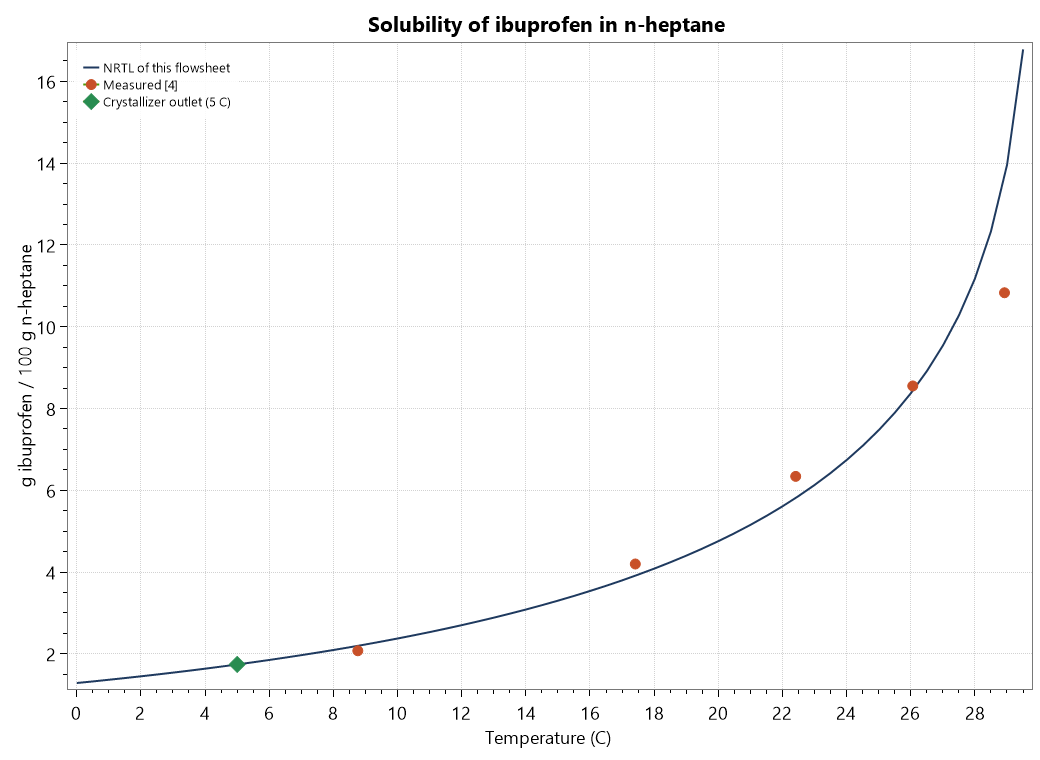 Solubility of ibuprofen in n-heptane
NRTL of this flowsheet
Measured [4]
Crystallizer outlet (5 C)
g ibuprofen / 100 g n-heptane
16
14
12
10
8
6
4
2
0 2 4 6 8 10 12 14 16 18 20 22 24 26 28
Temperature (C)